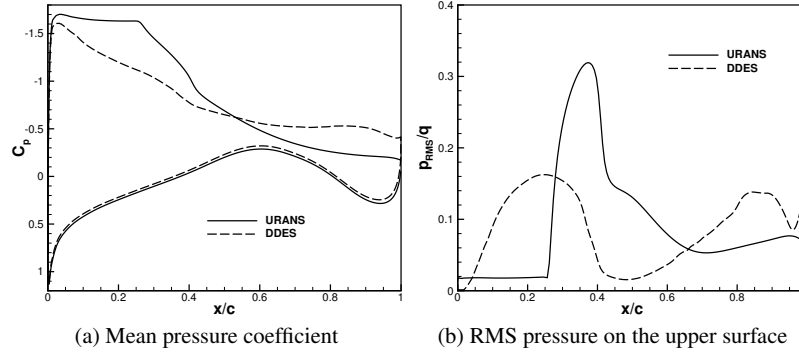 -1.5
-1
-0.5
0
0.5
1
Cp
0
0.2
0.4
0.6
0.8
1
x/c
URANS
DDES
(a) Mean pressure coefficient
0.4
0.3
0.2
0.1
0
pRMS/q
0
0.2
0.4
0.6
0.8
x/c
URANS
DDES
(b) RMS pressure on the upper surface